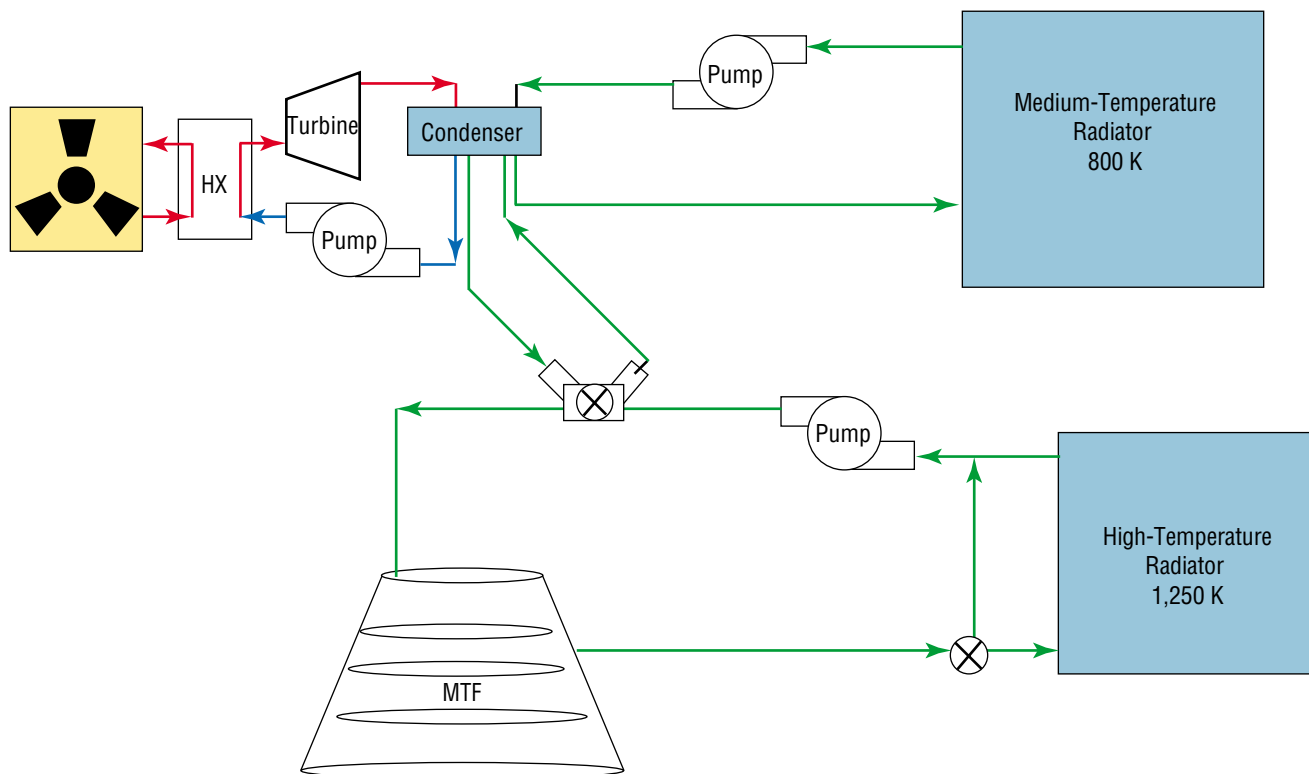 Pump
Medium-Temperature
Radiator
800 K
Turbine
Condenser
HX
Pump
Pump
High-Temperature
Radiator
1,250 K
MTF